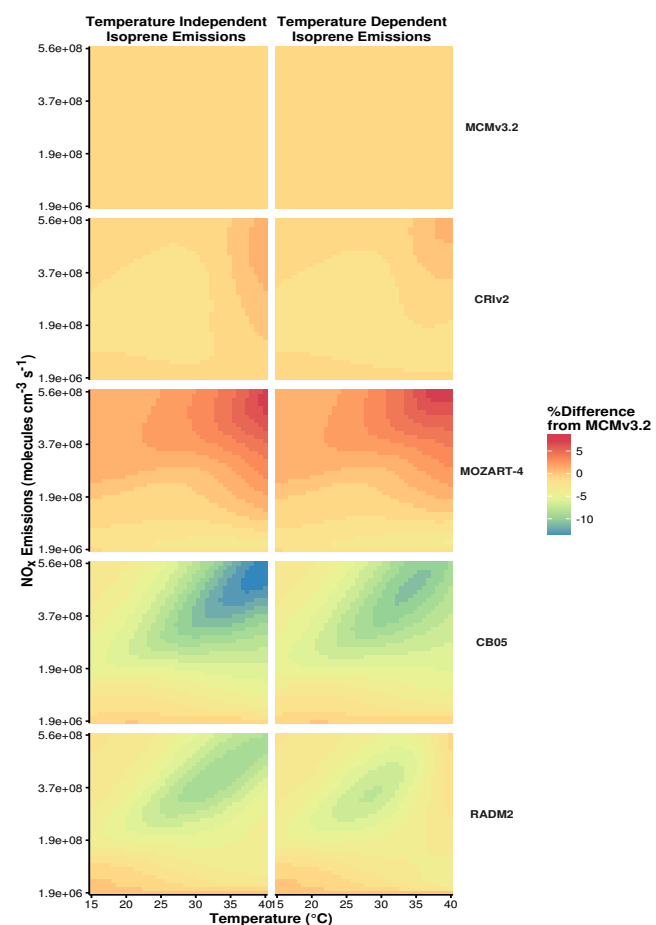 Temperature Independent
Isoprene Emissions
Temperature Dependent
Isoprene Emissions
5.6e+08
3.7e+08
1.9e+08
1.9e+06
MCMv3.2
5.6e+08
3.7e+08
1.9e+08
1.9e+06
CRIv2
5.6e+08
3.7e+08
1.9e+08
1.9e+06
MOZART-4
5.6e+08
3.7e+08
1.9e+08
1.9e+06
CB05
5.6e+08
3.7e+08
1.9e+08
1.9e+06
RADM2
NOx Emissions (molecules cm⁻³ s⁻¹)
15 20 25 30 35 40 15 20 25 30 35 40
Temperature (°C)
%Difference
from MCMv3.2
5
0
-5
-10